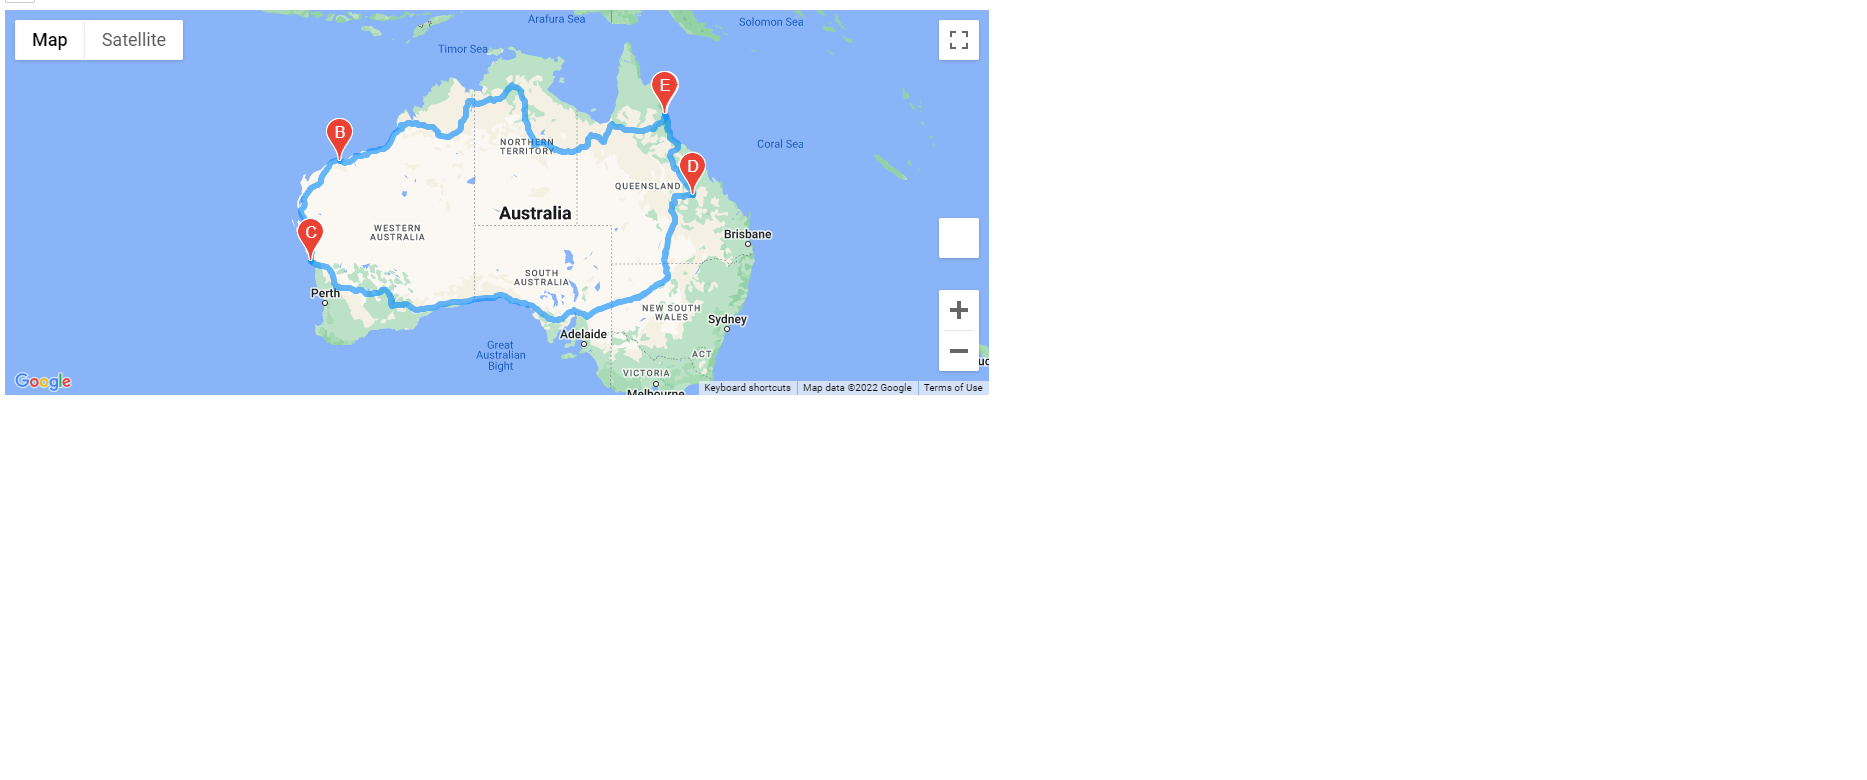 Arafura Sea
Solomon Sea
Map
Satellite
Timor Sea
E
B
NORTHERN
TERRITORY
Coral Sea
D
QUEENSLAND
Australia
C
WESTERN
AUSTRALIA
Brisbane
SOUTH
AUSTRALIA
Perth
NEW SOUTH
WALES
Sydney
Adelaide
Great
Australian
Bight
ACT
VICTORIA
Google
Keyboard shortcuts
Map data ©2022 Google
Terms of Use
Melbourne